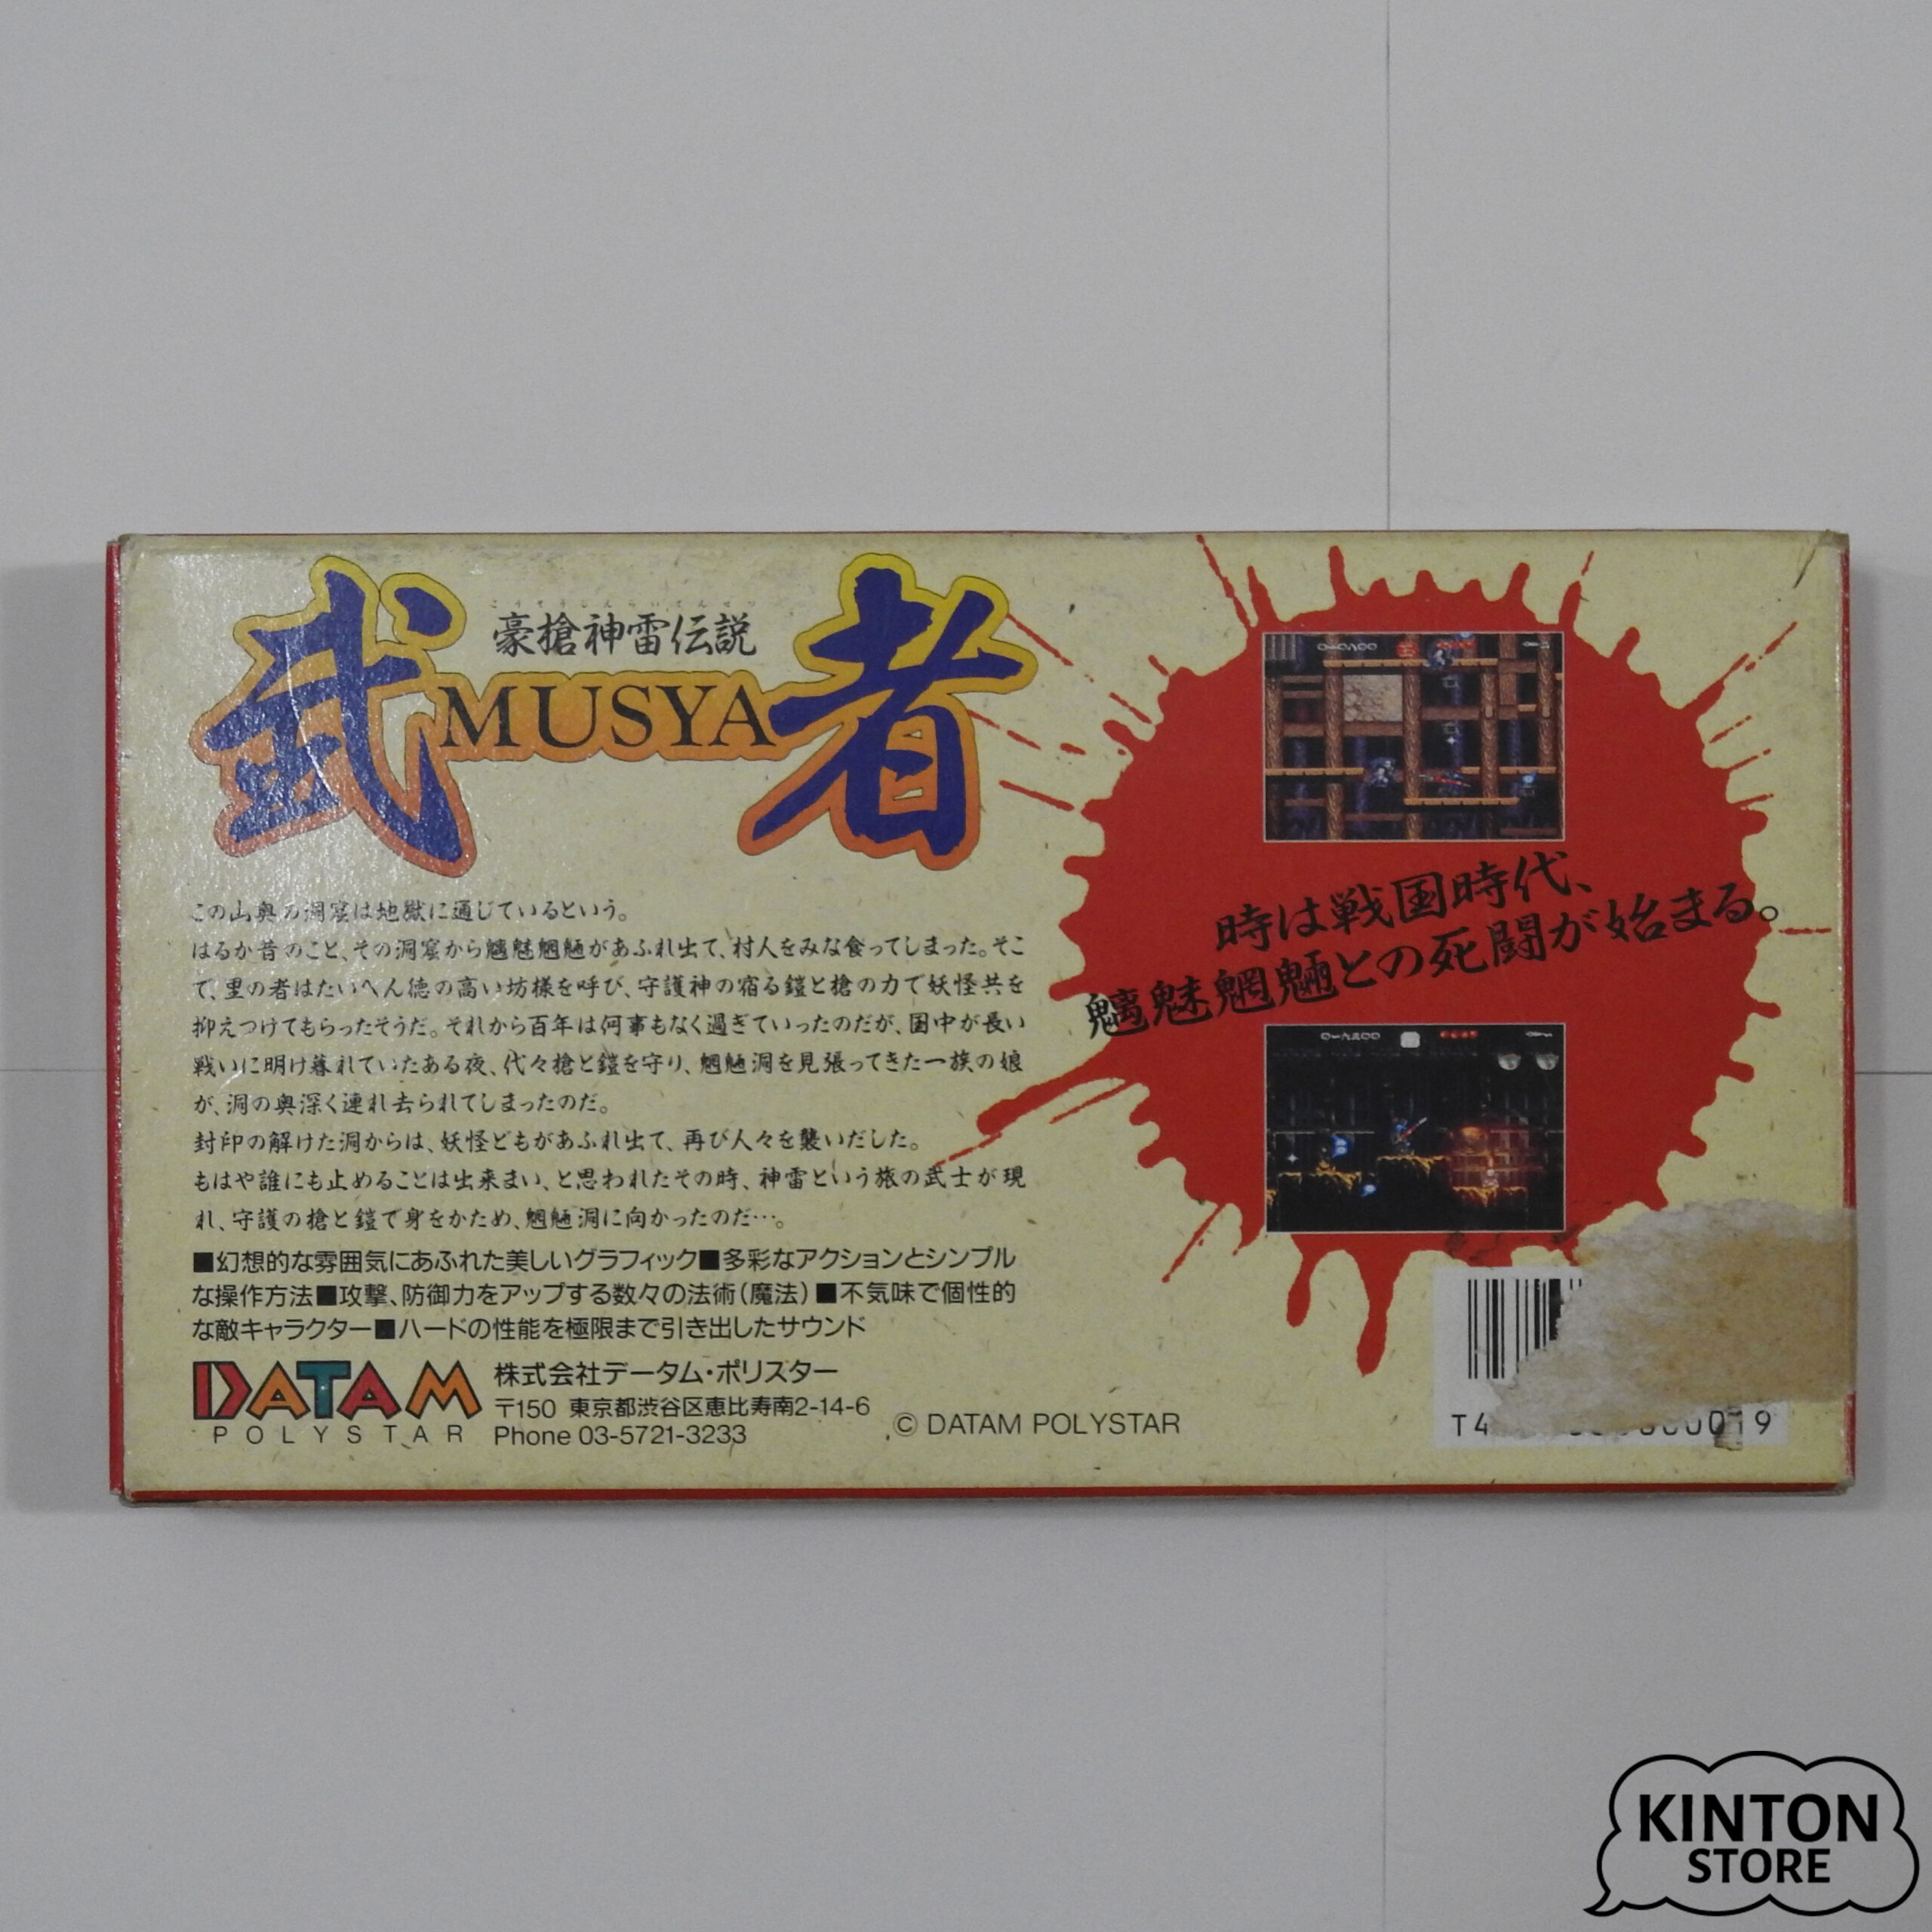 豪槍神雷伝説
武MUSYA者
この山奥の洞窟は地獄に通じているという。
はるか昔のこと、その洞窟から魑魅魍魎があふれ出て、村人をみな食ってしまった。そこ
で、里の者はたいへん徳の高い坊様を呼び、守護神の宿る鎧と槍の力で妖怪共を
抑えつけてもらったそうだ。それから百年は何事もなく過ぎていったのだが、国中が長い
戦いに明け暮れていたある夜、代々槍と鎧を守り、魍魎洞を見張ってきた一族の娘
が、洞の奥深く連れ去られてしまったのだ。
封印の解けた洞からは、妖怪どもがあふれ出て、再び人々を襲いだした。
もはや誰にも止めることは出来まい、と思われたその時、神雷という旅の武士が現
れ、守護の槍と鎧で身をかため、魍魎洞に向かったのだ…。
■幻想的な雰囲気にあふれた美しいグラフィック■多彩なアクションとシンプル
な操作方法■攻撃、防御力をアップする数々の法術(魔法)■不気味で個性的
な敵キャラクター■ハードの性能を極限まで引き出したサウンド
DATAM
POLYSTAR
株式会社データム・ポリスター
〒150 東京都渋谷区恵比寿南2-14-6
Phone 03-5721-3233
© DATAM POLYSTAR
時は戦国時代、
魑魅魍魎との死闘が始まる。
T4
KINTON
STORE